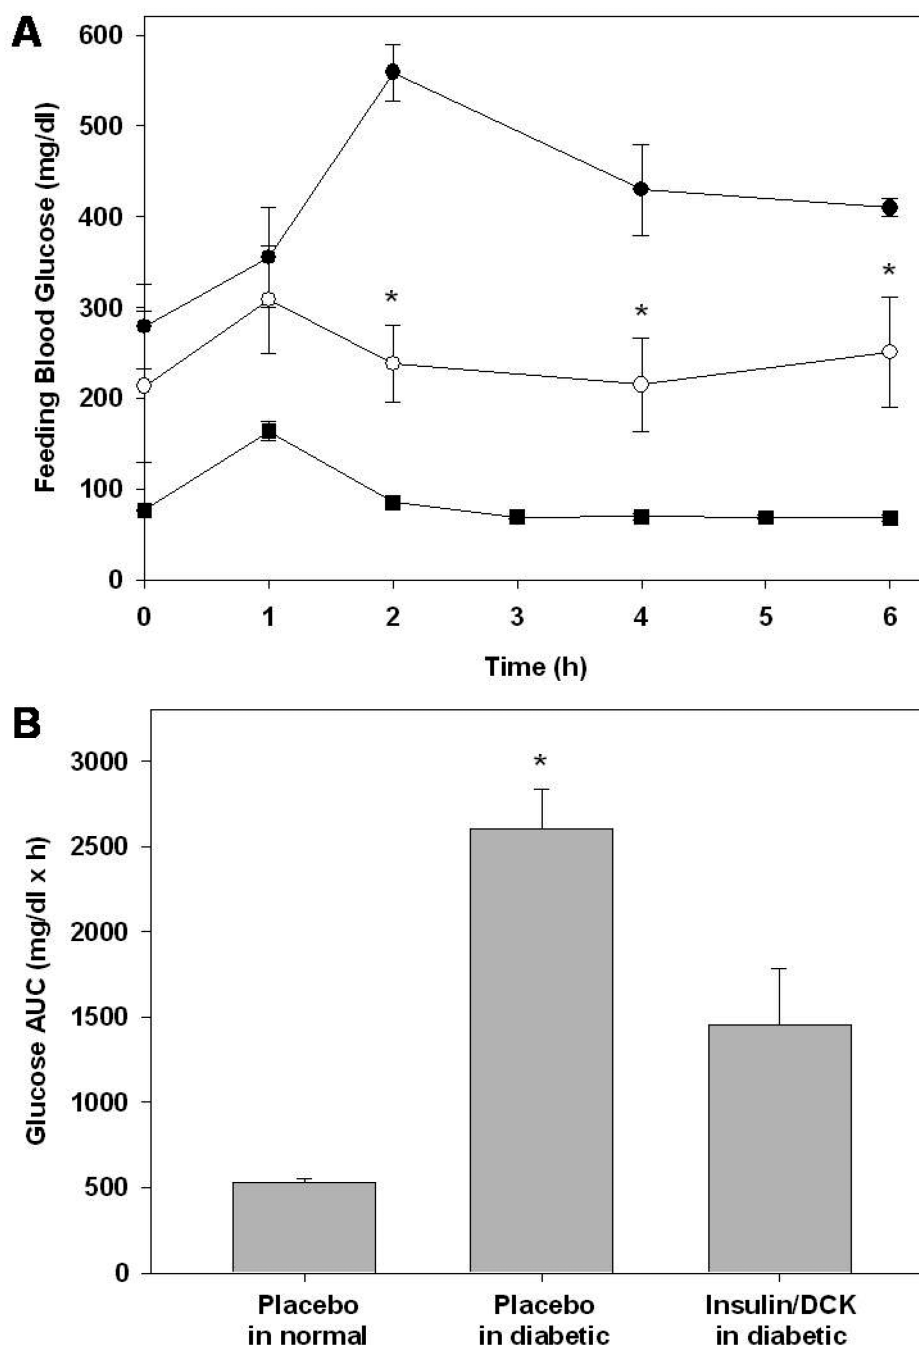 A
Feeding Blood Glucose (mg/dl)
600
500
400
300
200
100
0
*
*
*
0 1 2 3 4 5 6
Time (h)
B
Glucose AUC (mg/dl x h)
3000
2500
2000
1500
1000
500
0
*
Placebo Placebo Insulin/DCK
in normal in diabetic in diabetic